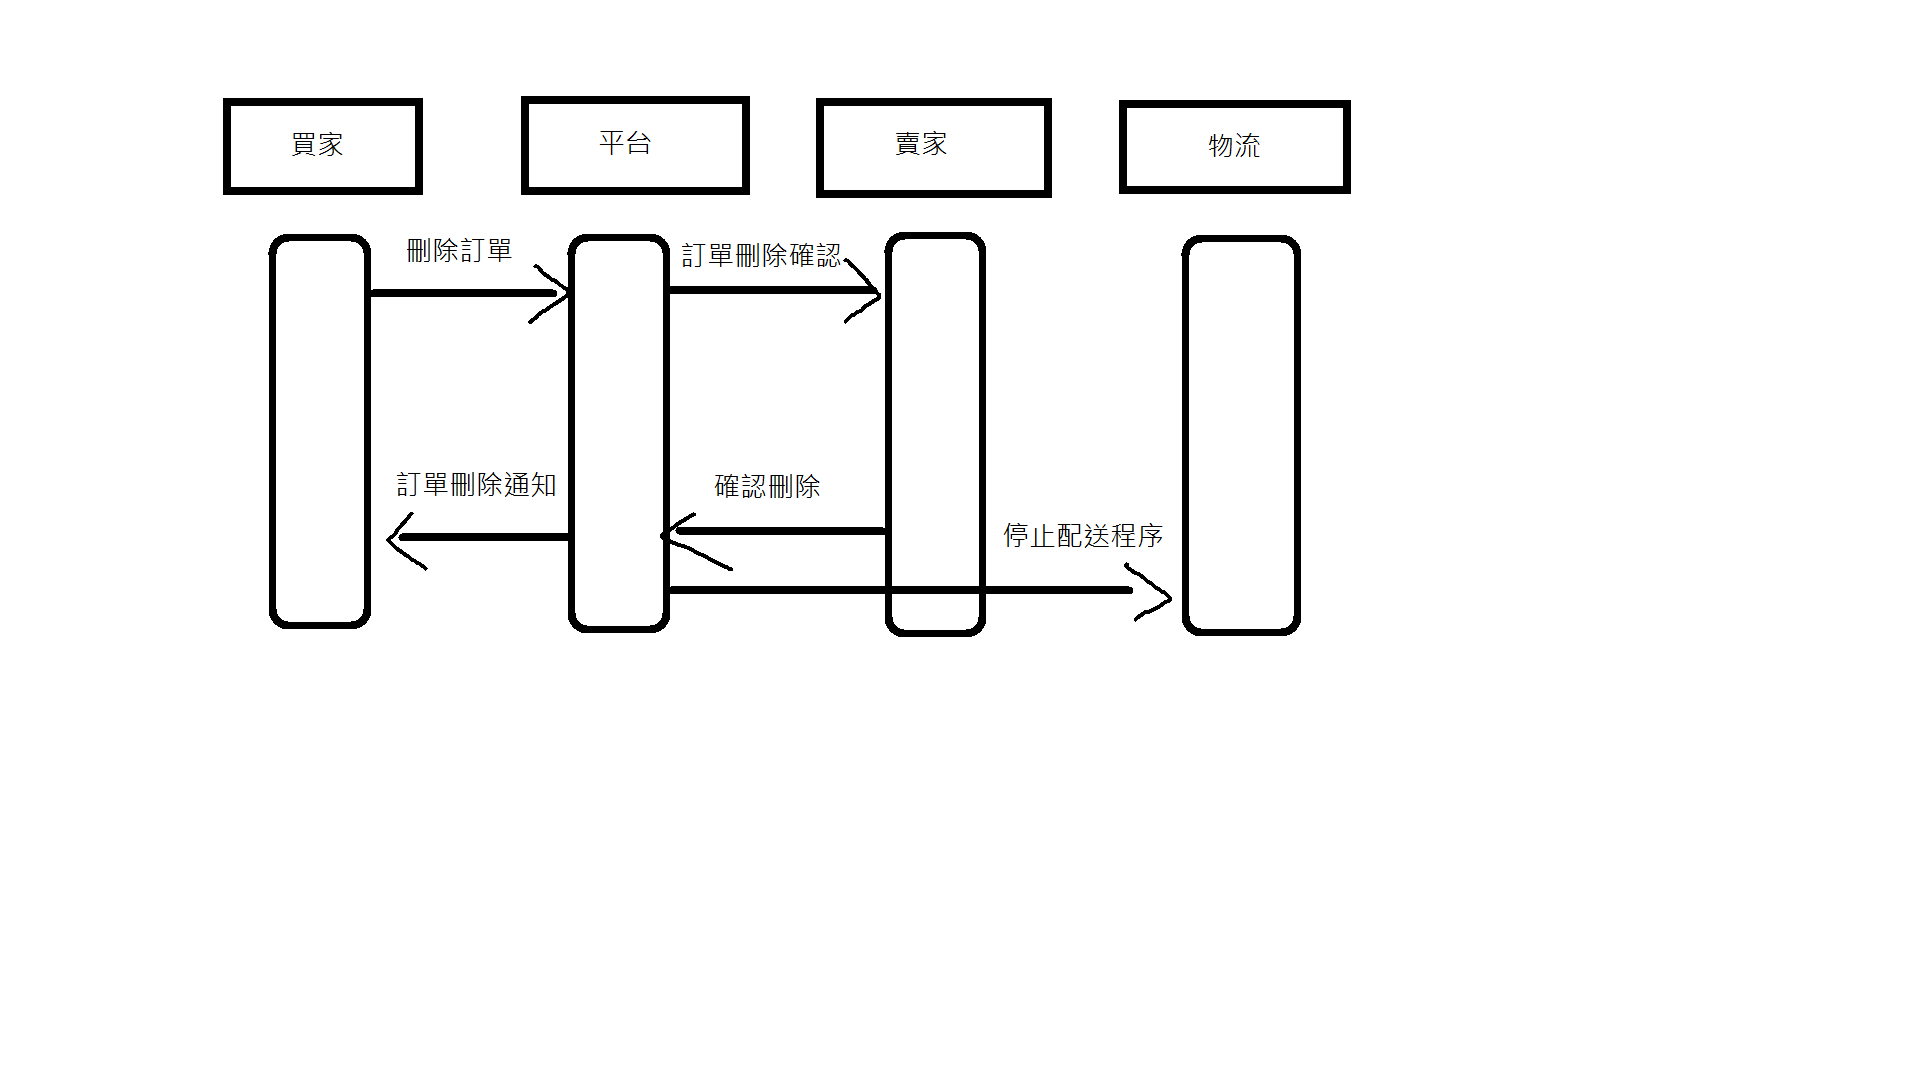 買家
平台
賣家
物流
刪除訂單
訂單刪除確認
訂單刪除通知
確認刪除
停止配送程序